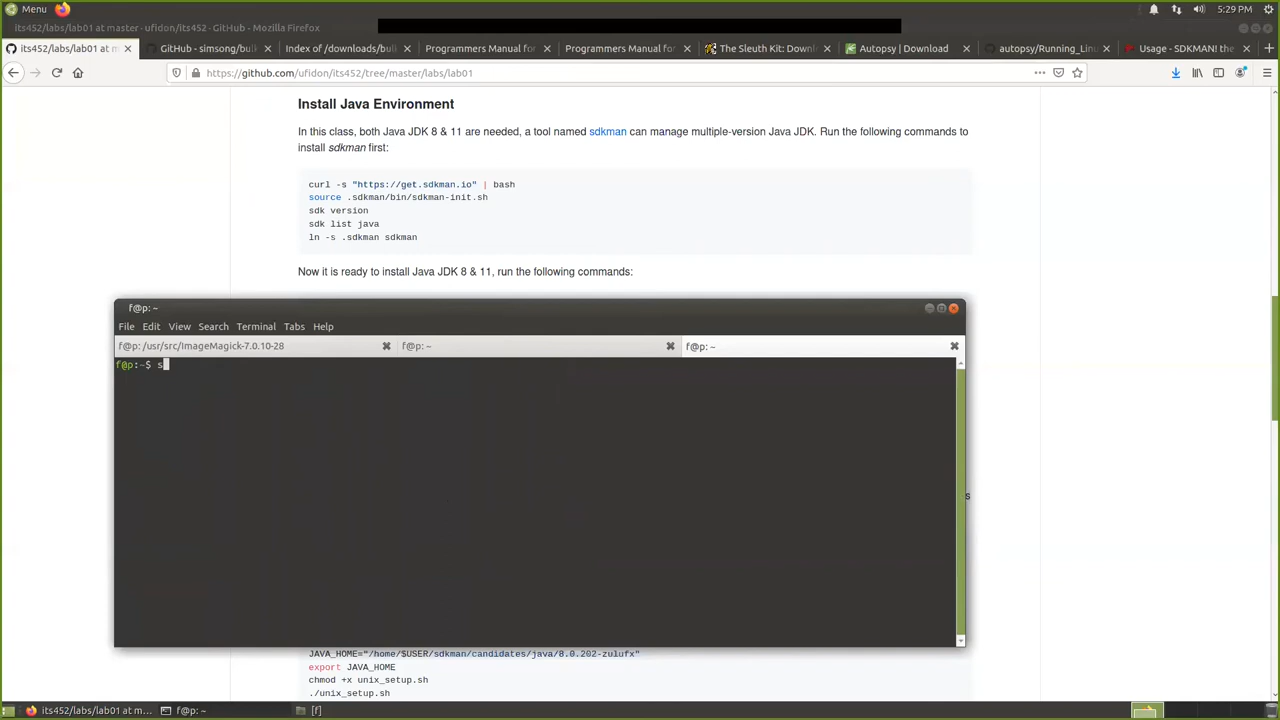 Menu
5:29 PM
its452/labs/lab01 at master · ufidon/its452 · GitHub - Mozilla Firefox
its452/labs/lab01 at m
GitHub - simsong/bulk
Index of /downloads/bulk
Programmers Manual for
Programmers Manual for
The Sleuth Kit: Downl
Autopsy | Download
autopsy/Running_Linu
Usage - SDKMAN! the
https://github.com/ufidon/its452/tree/master/labs/lab01
Install Java Environment
In this class, both Java JDK 8 & 11 are needed, a tool named sdkman can manage multiple-version Java JDK. Run the following commands to
install sdkman first:
curl -s "https://get.sdkman.io" | bash
source .sdkman/bin/sdkman-init.sh
sdk version
sdk list java
ln -s .sdkman sdkman
Now it is ready to install Java JDK 8 & 11, run the following commands:
f@p: ~
File Edit View Search Terminal Tabs Help
f@p: /usr/src/ImageMagick-7.0.10-28
f@p: ~
f@p: ~
f@p:~$ s
s
JAVA_HOME="/home/$USER/sdkman/candidates/java/8.0.202-zulufx"
export JAVA_HOME
chmod +x unix_setup.sh
./unix_setup.sh
its452/labs/lab01 at m...
f@p: ~
[f]